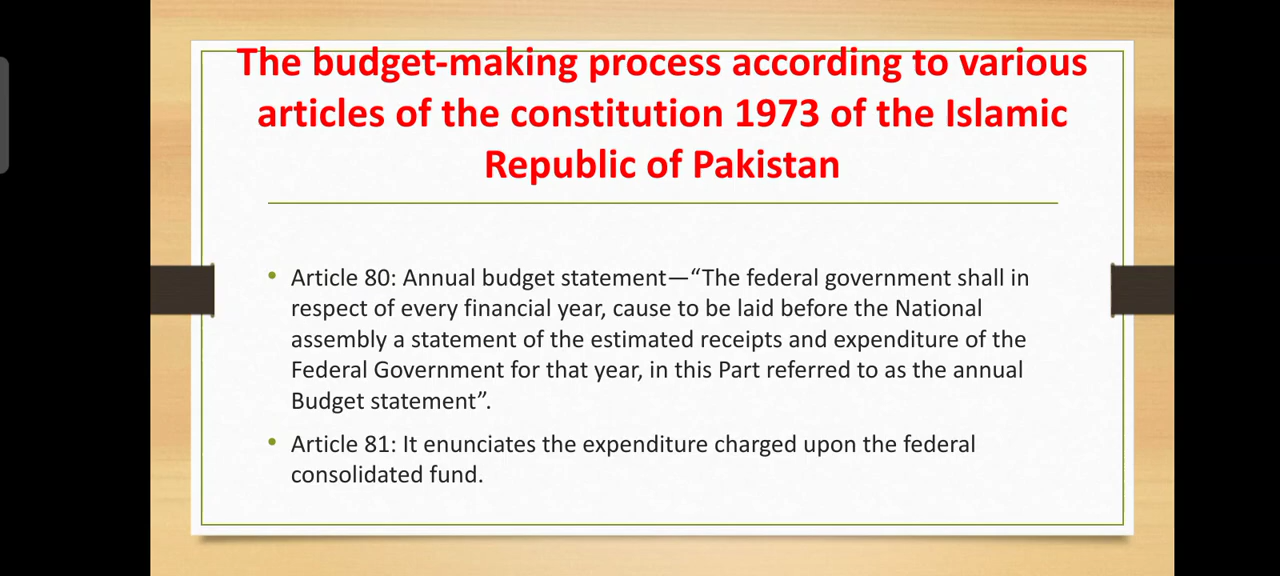 The budget-making process according to various
articles of the constitution 1973 of the Islamic
Republic of Pakistan
• Article 80: Annual budget statement—“The federal government shall in
respect of every financial year, cause to be laid before the National
assembly a statement of the estimated receipts and expenditure of the
Federal Government for that year, in this Part referred to as the annual
Budget statement”.
• Article 81: It enunciates the expenditure charged upon the federal
consolidated fund.